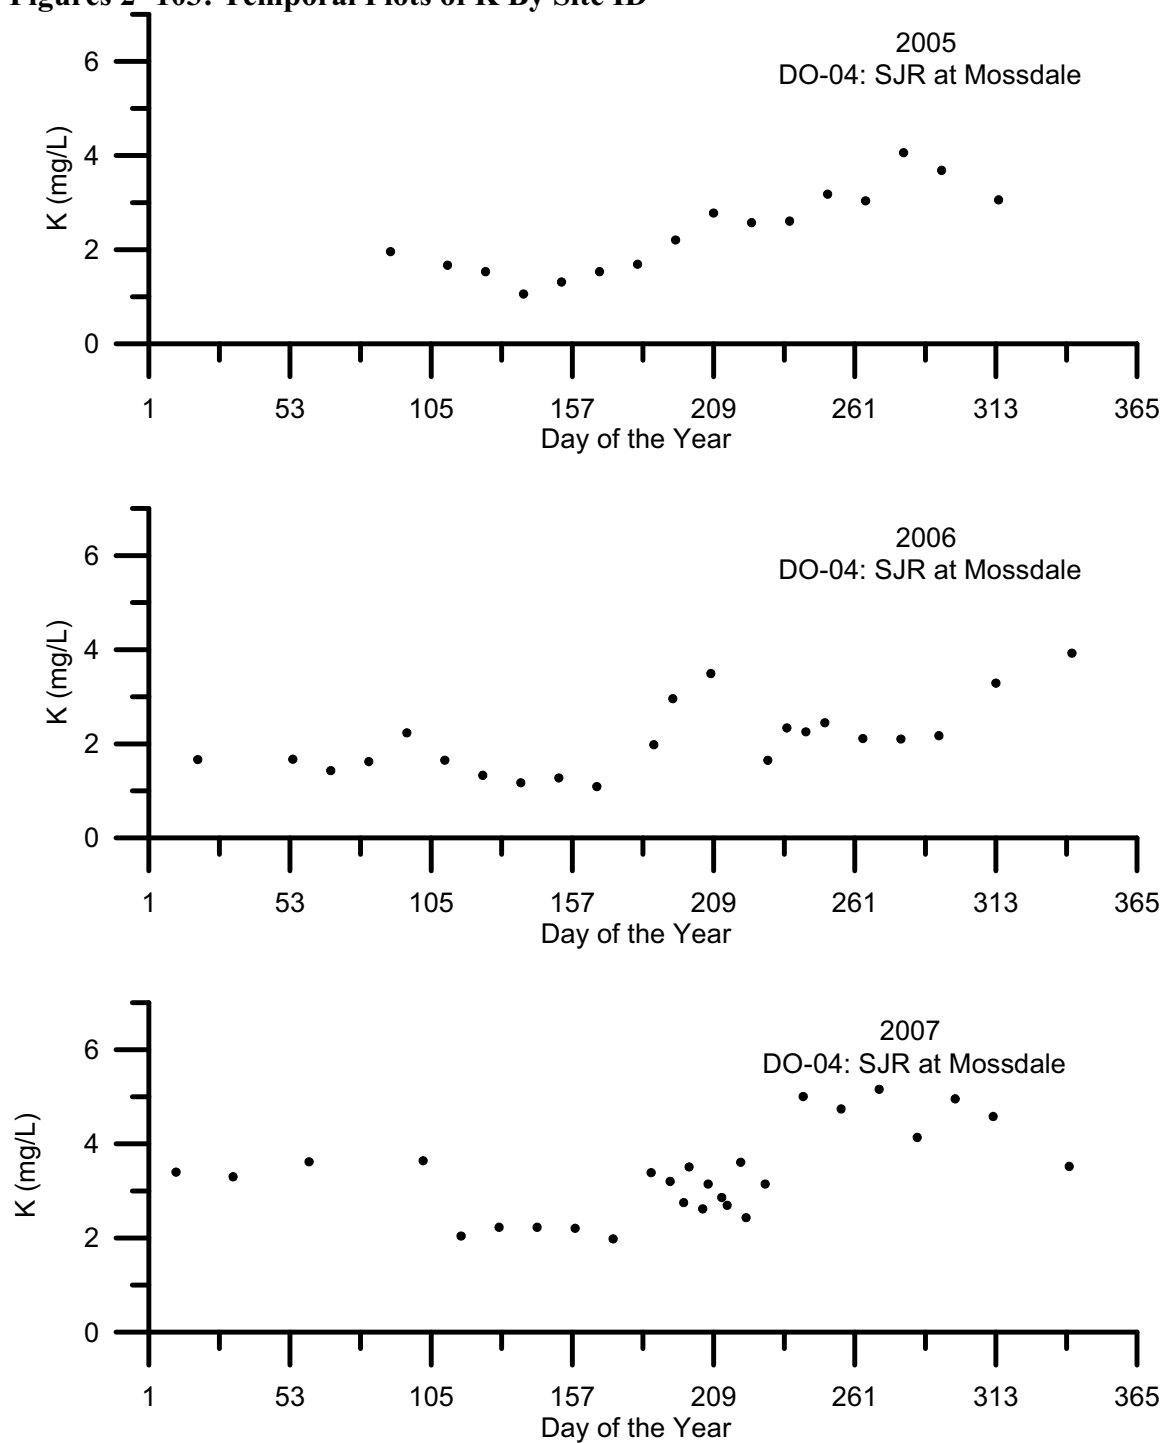 Figures 2- 103: Temporal Plots of K By Site ID
2005
DO-04: SJR at Mossdale
6
4
2
0
K (mg/L)
1 53 105 157 209 261 313 365
Day of the Year
2006
DO-04: SJR at Mossdale
6
4
2
0
K (mg/L)
1 53 105 157 209 261 313 365
Day of the Year
2007
DO-04: SJR at Mossdale
6
4
2
0
K (mg/L)
1 53 105 157 209 261 313 365
Day of the Year